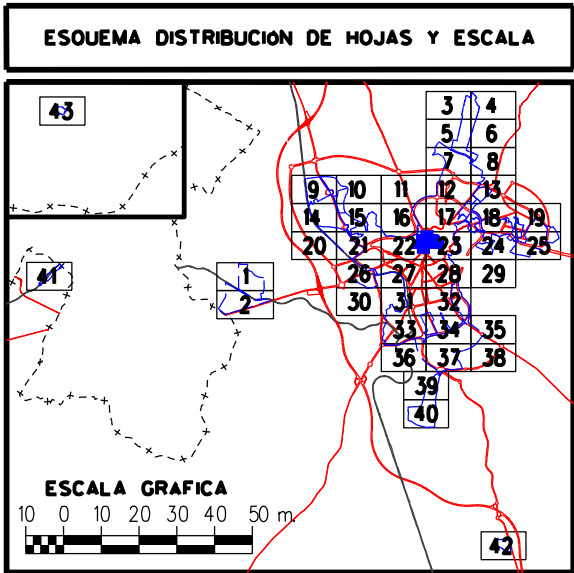 ESQUEMA DISTRIBUCIÓN DE HOJAS Y ESCALA
43
3 4
5 6
7 8
9 10 11 12 13
14 15 16 17 18 19
20 21 22 23 24 25
41 1 26 27 28 29
2 30 31 32
33 34 35
36 37 38
39
40
ESCALA GRAFICA
10 0 10 20 30 40 50 m.
42